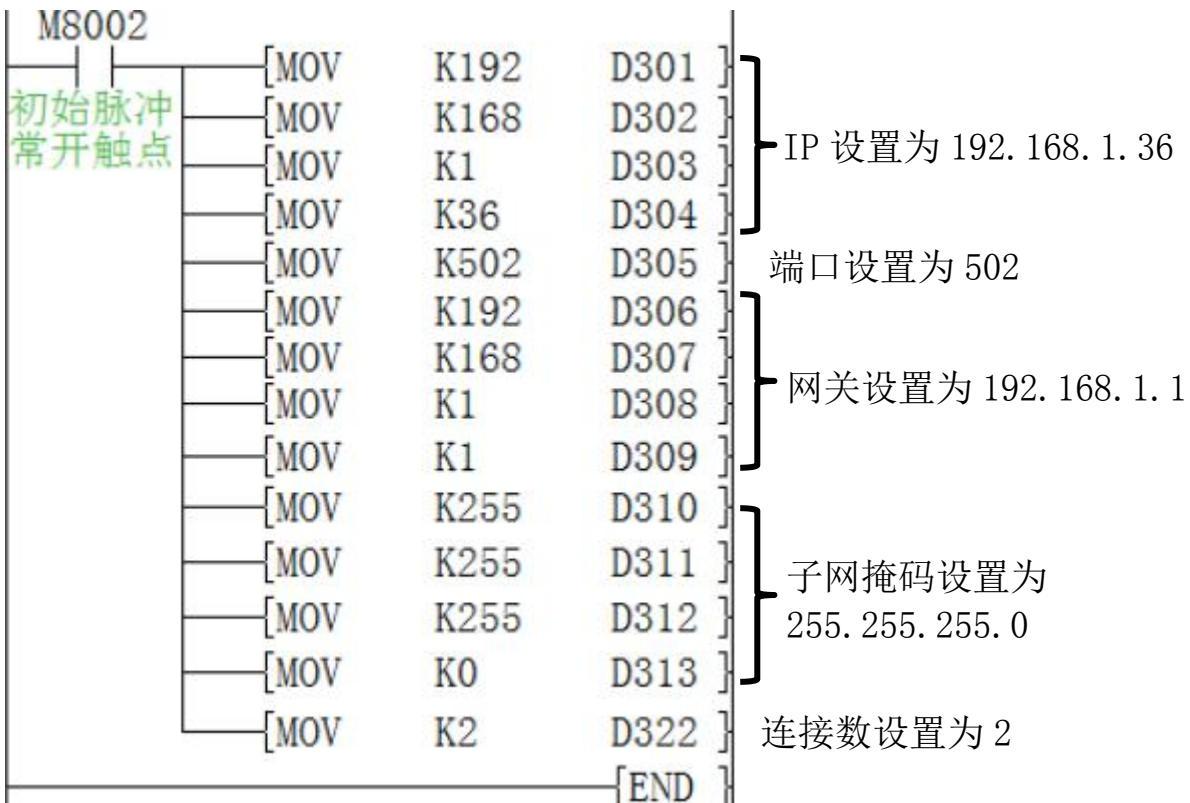 M8002
初始脉冲
常开触点
[MOV K192 D301 ]
[MOV K168 D302 ]
[MOV K1 D303 ]
[MOV K36 D304 ]
IP 设置为 192.168.1.36
[MOV K502 D305 ]
端口设置为 502
[MOV K192 D306 ]
[MOV K168 D307 ]
[MOV K1 D308 ]
[MOV K1 D309 ]
网关设置为 192.168.1.1
[MOV K255 D310 ]
[MOV K255 D311 ]
[MOV K255 D312 ]
[MOV K0 D313 ]
子网掩码设置为
255.255.255.0
[MOV K2 D322 ]
连接数设置为 2
[END ]